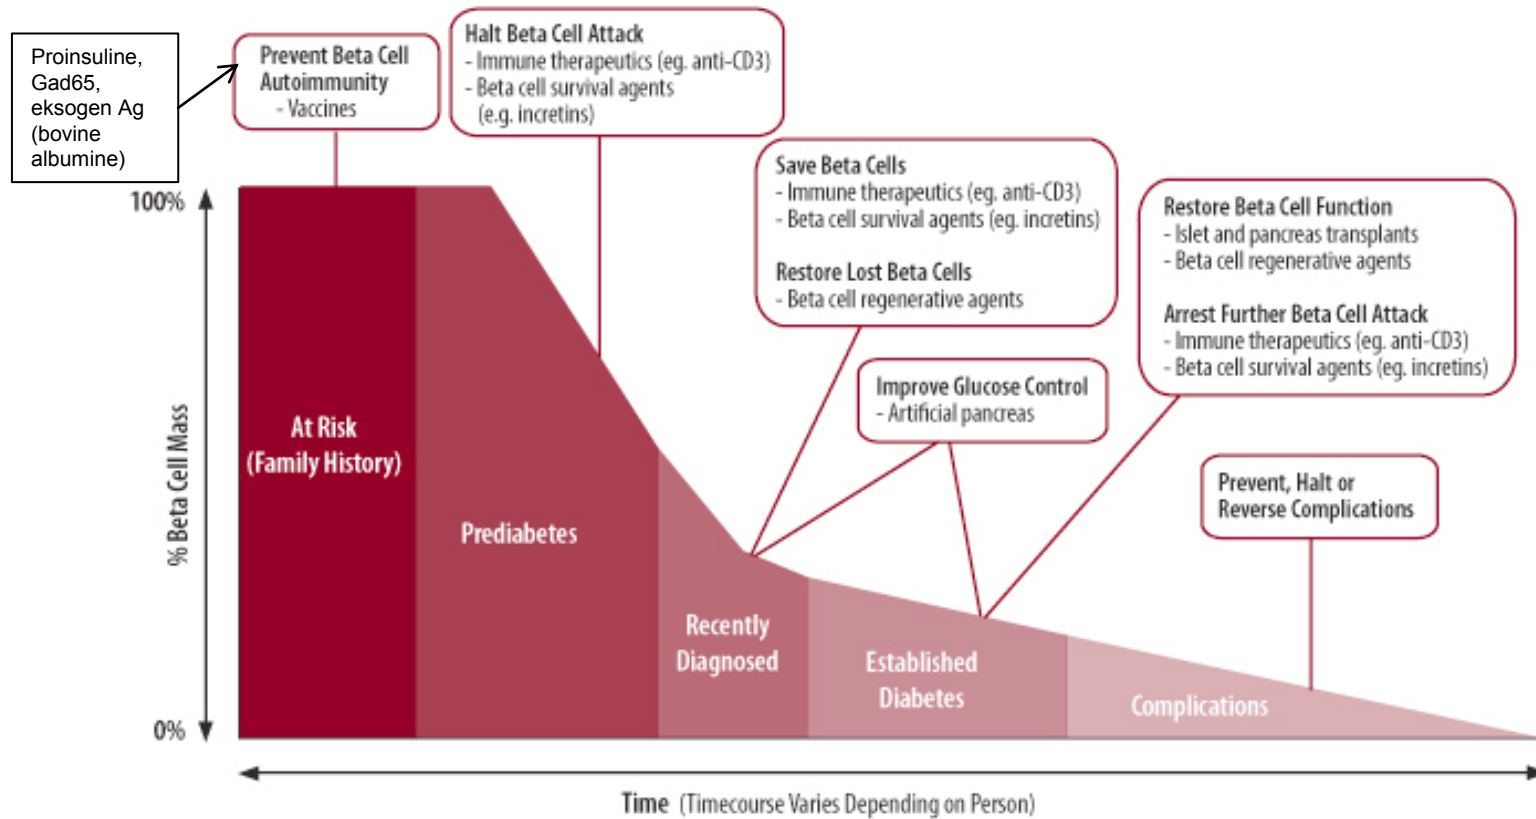 Proinsuline,
Gad65,
eksogen Ag
(bovine
albumine)
Prevent Beta Cell
Autoimmunity
- Vaccines
Halt Beta Cell Attack
- Immune therapeutics (eg. anti-CD3)
- Beta cell survival agents
(e.g. incretins)
Save Beta Cells
- Immune therapeutics (eg. anti-CD3)
- Beta cell survival agents (eg. incretins)
Restore Lost Beta Cells
- Beta cell regenerative agents
Restore Beta Cell Function
- Islet and pancreas transplants
- Beta cell regenerative agents
Arrest Further Beta Cell Attack
- Immune therapeutics (eg. anti-CD3)
- Beta cell survival agents (eg. incretins)
Improve Glucose Control
- Artificial pancreas
Prevent, Halt or
Reverse Complications
100%
% Beta Cell Mass
0%
At Risk
(Family History)
Prediabetes
Recently
Diagnosed
Established
Diabetes
Complications
Time (Timecourse Varies Depending on Person)